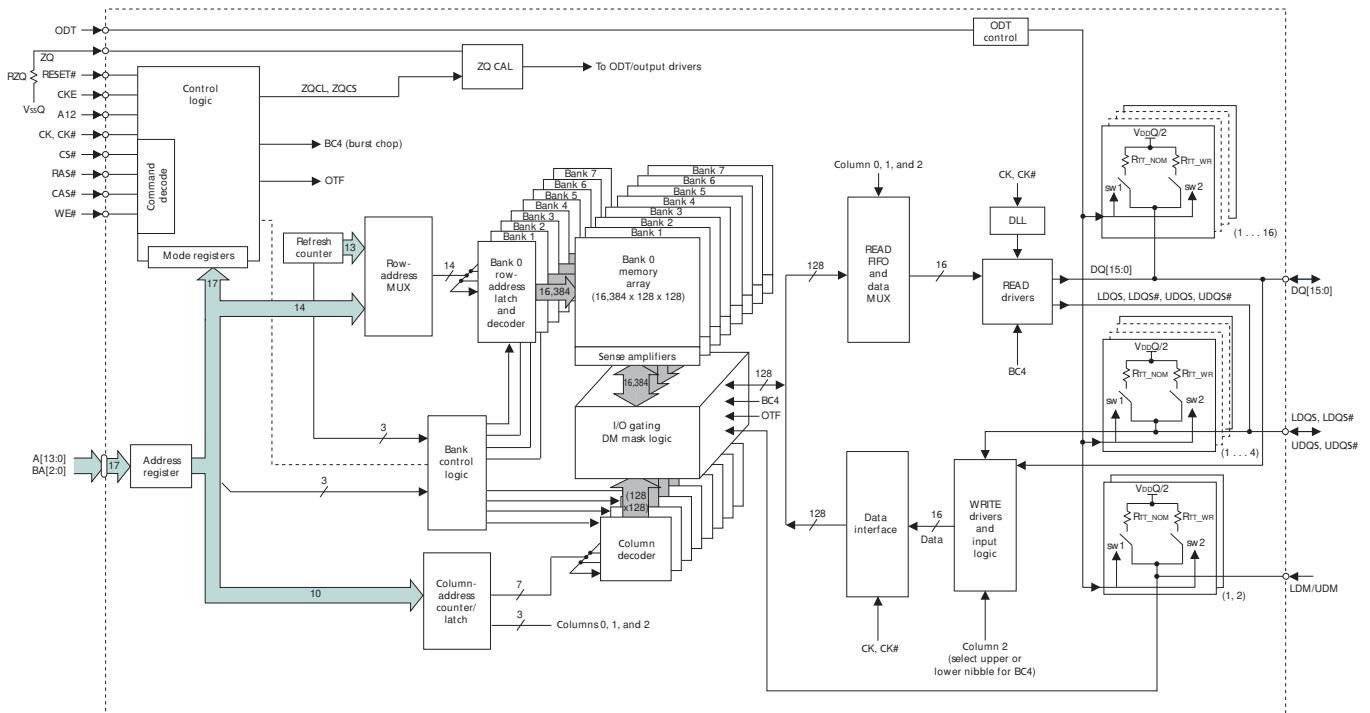 ODT
ODT
control
ZQ
RZQ
RESET#
CKE
VSSQ
A12
CK, CK#
CS#
RAS#
CAS#
WE#
Control
logic
Command
decode
Mode registers
ZQ CAL
To ODT/output drivers
ZQCL, ZQCS
BC4 (burst chop)
OTF
Refresh
counter
13
Row-
address
MUX
14
17
14
Bank 7
Bank 6
Bank 5
Bank 4
Bank 3
Bank 2
Bank 1
Bank 0
row-
address
latch
and
decoder
16,384
Bank 7
Bank 6
Bank 5
Bank 4
Bank 3
Bank 2
Bank 1
Bank 0
memory
array
(16,384 x 128 x 128)
Sense amplifiers
16,384
I/O gating
DM mask logic
128
BC4
OTF
(128
x128)
Column
decoder
3
3
Bank
control
logic
A[13:0]
BA[2:0]
17
Address
register
10
Column-
address
counter/
latch
7
3
Columns 0, 1, and 2
Column 0, 1, and 2
128
READ
FIFO
and
data
MUX
16
CK, CK#
DLL
READ
drivers
BC4
DQ[15:0]
LDQS, LDQS#, UDQS, UDQS#
128
Data
interface
16
Data
CK, CK#
WRITE
drivers
and
input
logic
Column 2
(select upper or
lower nibble for BC4)
VDDQ/2
RTT_NOM
RTT_WR
sw1
sw2
(1 . . . 16)
DQ[15:0]
VDDQ/2
RTT_NOM
RTT_WR
sw1
sw2
(1 . . . 4)
LDQS, LDQS#
UDQS, UDQS#
VDDQ/2
RTT_NOM
RTT_WR
sw1
sw2
(1, 2)
LDM/UDM